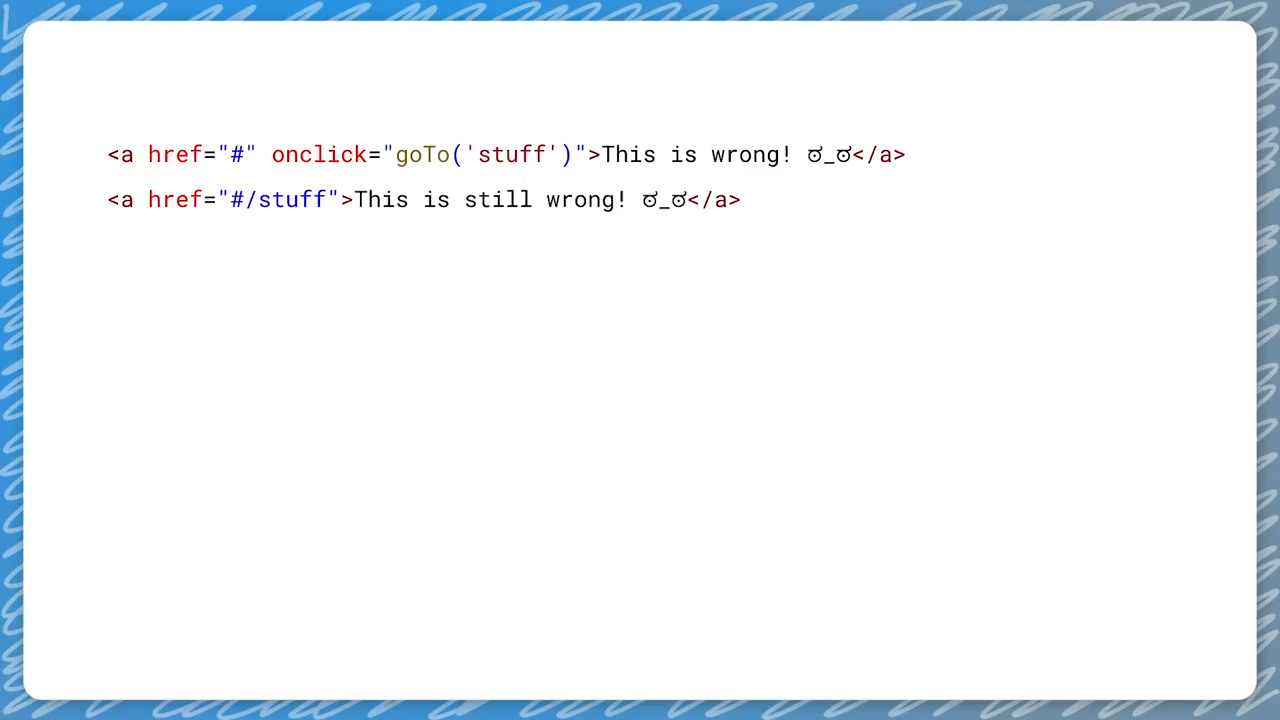 <a href="#" onclick="goTo('stuff')">This is wrong! ಠ_ಠ</a>
<a href="#/stuff">This is still wrong! ಠ_ಠ</a>